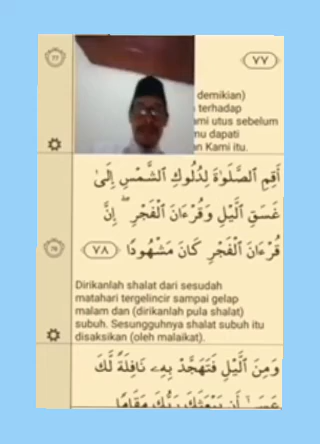 ٧٧
demikian)
terhadap
ami utus sebelum
mu dapati
n Kami itu.
أَقِمِ ٱلصَّلَوٰةَ لِدُلُوكِ ٱلشَّمْسِ إِلَىٰ
غَسَقِ ٱلَّيْلِ وَقُرْءَانَ ٱلْفَجْرِ ۖ إِنَّ
قُرْءَانَ ٱلْفَجْرِ كَانَ مَشْهُودًا ٧٨
Dirikanlah shalat dari sesudah
matahari tergelincir sampai gelap
malam dan (dirikanlah pula shalat)
subuh. Sesungguhnya shalat subuh itu
disaksikan (oleh malaikat).
وَمِنَ ٱلَّيْلِ فَتَهَجَّدْ بِهِۦ نَافِلَةً لَّكَ
عَسَىٰٓ أَن يَبْعَثَكَ رَبُّكَ مَقَامًا